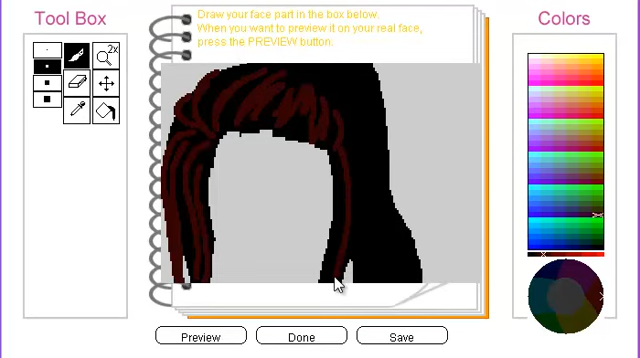 Tool Box
Draw your face part in the box below.
When you want to preview it on your real face,
press the PREVIEW button.
Colors
2x
Preview
Done
Save